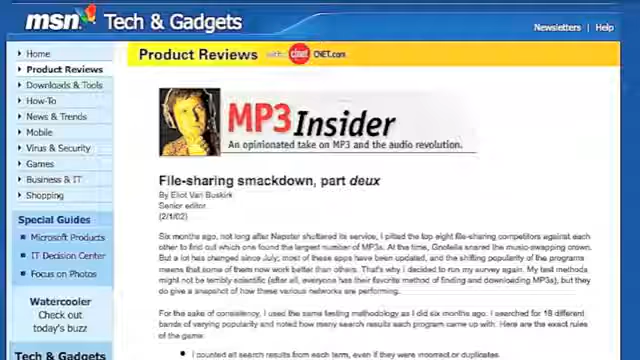 msn Tech & Gadgets
Newsletters | Help
Home
Product Reviews
Downloads & Tools
How-To
News & Trends
Mobile
Virus & Security
Games
Business & IT
Shopping
Special Guides
Microsoft Products
IT Decision Center
Focus on Photos
Watercooler
Check out
today's buzz
Tech & Gadgets
Product Reviews with c|net CNET.com
MP3 Insider
An opinionated take on MP3 and the audio revolution.
File-sharing smackdown, part deux
By Eliot Van Buskirk
Senior editor
(2/1/02)
Six months ago, not long after Napster shuttered its service, I pitted the top eight file-sharing competitors against each
other to find out which one found the largest number of MP3s. At the time, Gnotella snared the music-swapping crown.
But a lot has changed since July; most of these apps have been updated, and the shifting popularity of the programs
means that some of them now work better than others. That's why I decided to run my survey again. My test methods
might not be terribly scientific (after all, everyone has their favorite method of finding and downloading MP3s), but they
do give a snapshot of how these various networks are performing.
For the sake of consistency, I used the same testing methodology as I did six months ago. I searched for 18 different
bands of varying popularity and noted how many search results each program came up with. Here are the exact rules
of the game:
I counted all search results from each term, even if they were incorrect or duplicates.